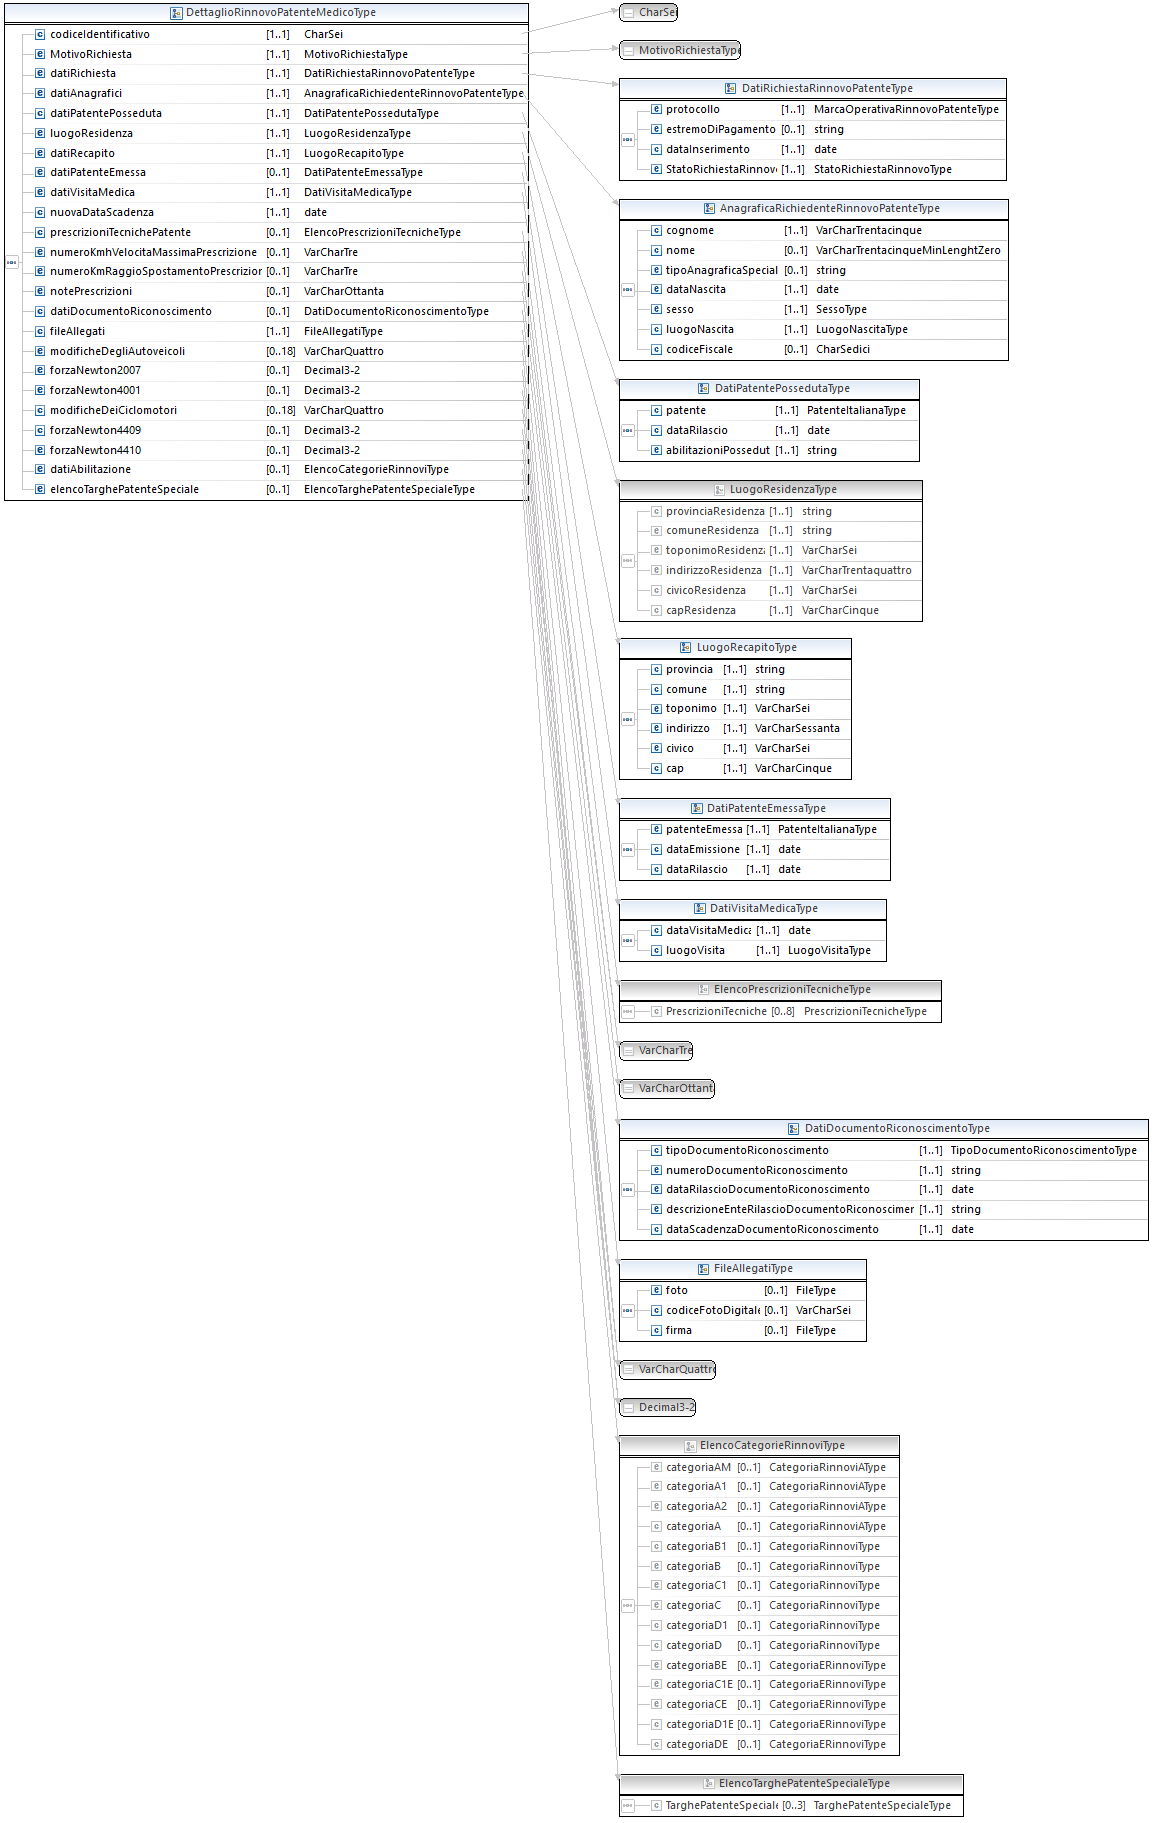 DettaglioRinnovoPatenteMedicoType
codiceIdentificativo [1..1] CharSei
MotivoRichiesta [1..1] MotivoRichiestaType
datiRichiesta [1..1] DatiRichiestaRinnovoPatenteType
datiAnagrafici [1..1] AnagraficaRichiedenteRinnovoPatenteType
datiPatentePosseduta [1..1] DatiPatentePossedutaType
luogoResidenza [1..1] LuogoResidenzaType
datiRecapito [1..1] LuogoRecapitoType
datiPatenteEmessa [0..1] DatiPatenteEmessaType
datiVisitaMedica [1..1] DatiVisitaMedicaType
nuovaDataScadenza [1..1] date
prescrizioniTecnichePatente [0..1] ElencoPrescrizioniTecnicheType
numeroKmhVelocitaMassimaPrescrizione [0..1] VarCharTre
numeroKmRaggioSpostamentoPrescrizior [0..1] VarCharTre
notePrescrizioni [0..1] VarCharOttanta
datiDocumentoRiconoscimento [0..1] DatiDocumentoRiconoscimentoType
fileAllegati [1..1] FileAllegatiType
modificheDegliAutoveicoli [0..18] VarCharQuattro
forzaNewton2007 [0..1] Decimal3-2
forzaNewton4001 [0..1] Decimal3-2
modificheDeiCiclomotori [0..18] VarCharQuattro
forzaNewton4409 [0..1] Decimal3-2
forzaNewton4410 [0..1] Decimal3-2
datiAbilitazione [0..1] ElencoCategorieRinnoviType
elencoTarghePatenteSpeciale [0..1] ElencoTarghePatenteSpecialeType
CharSei
MotivoRichiestaType
DatiRichiestaRinnovoPatenteType
protocollo [1..1] MarcaOperativaRinnovoPatenteType
estremoDiPagamento [0..1] string
dataInserimento [1..1] date
StatoRichiestaRinnov [1..1] StatoRichiestaRinnovoType
AnagraficaRichiedenteRinnovoPatenteType
cognome [1..1] VarCharTrentacinque
nome [0..1] VarCharTrentacinqueMinLenghtZero
tipoAnagraficaSpecial [0..1] string
dataNascita [1..1] date
sesso [1..1] SessoType
luogoNascita [1..1] LuogoNascitaType
codiceFiscale [0..1] CharSedici
DatiPatentePossedutaType
patente [1..1] PatenteItalianaType
dataRilascio [1..1] date
abilitazioniPossedut [1..1] string
LuogoResidenzaType
provinciaResidenza [1..1] string
comuneResidenza [1..1] string
toponimoResidenza [1..1] VarCharSei
indirizzoResidenza [1..1] VarCharTrentaquattro
civicoResidenza [1..1] VarCharSei
capResidenza [1..1] VarCharCinque
LuogoRecapitoType
provincia [1..1] string
comune [1..1] string
toponimo [1..1] VarCharSei
indirizzo [1..1] VarCharSessanta
civico [1..1] VarCharSei
cap [1..1] VarCharCinque
DatiPatenteEmessaType
patenteEmessa [1..1] PatenteItalianaType
dataEmissione [1..1] date
dataRilascio [1..1] date
DatiVisitaMedicaType
dataVisitaMedica [1..1] date
luogoVisita [1..1] LuogoVisitaType
ElencoPrescrizioniTecnicheType
PrescrizioniTecniche [0..8] PrescrizioniTecnicheType
VarCharTre
VarCharOttant
DatiDocumentoRiconoscimentoType
tipoDocumentoRiconoscimento [1..1] TipoDocumentoRiconoscimentoType
numeroDocumentoRiconoscimento [1..1] string
dataRilascioDocumentoRiconoscimento [1..1] date
descrizioneEnteRilascioDocumentoRiconoscimer [1..1] string
dataScadenzaDocumentoRiconoscimento [1..1] date
FileAllegatiType
foto [0..1] FileType
codiceFotoDigitale [0..1] VarCharSei
firma [0..1] FileType
VarCharQuattro
Decimal3-2
ElencoCategorieRinnoviType
categoriaAM [0..1] CategoriaRinnoviAType
categoriaA1 [0..1] CategoriaRinnoviAType
categoriaA2 [0..1] CategoriaRinnoviAType
categoriaA [0..1] CategoriaRinnoviAType
categoriaB1 [0..1] CategoriaRinnoviType
categoriaB [0..1] CategoriaRinnoviType
categoriaC1 [0..1] CategoriaRinnoviType
categoriaC [0..1] CategoriaRinnoviType
categoriaD1 [0..1] CategoriaRinnoviType
categoriaD [0..1] CategoriaRinnoviType
categoriaBE [0..1] CategoriaERinnoviType
categoriaC1E [0..1] CategoriaERinnoviType
categoriaCE [0..1] CategoriaERinnoviType
categoriaD1E [0..1] CategoriaERinnoviType
categoriaDE [0..1] CategoriaERinnoviType
ElencoTarghePatenteSpecialeType
TarghePatenteSpeciale [0..3] TarghePatenteSpecialeType